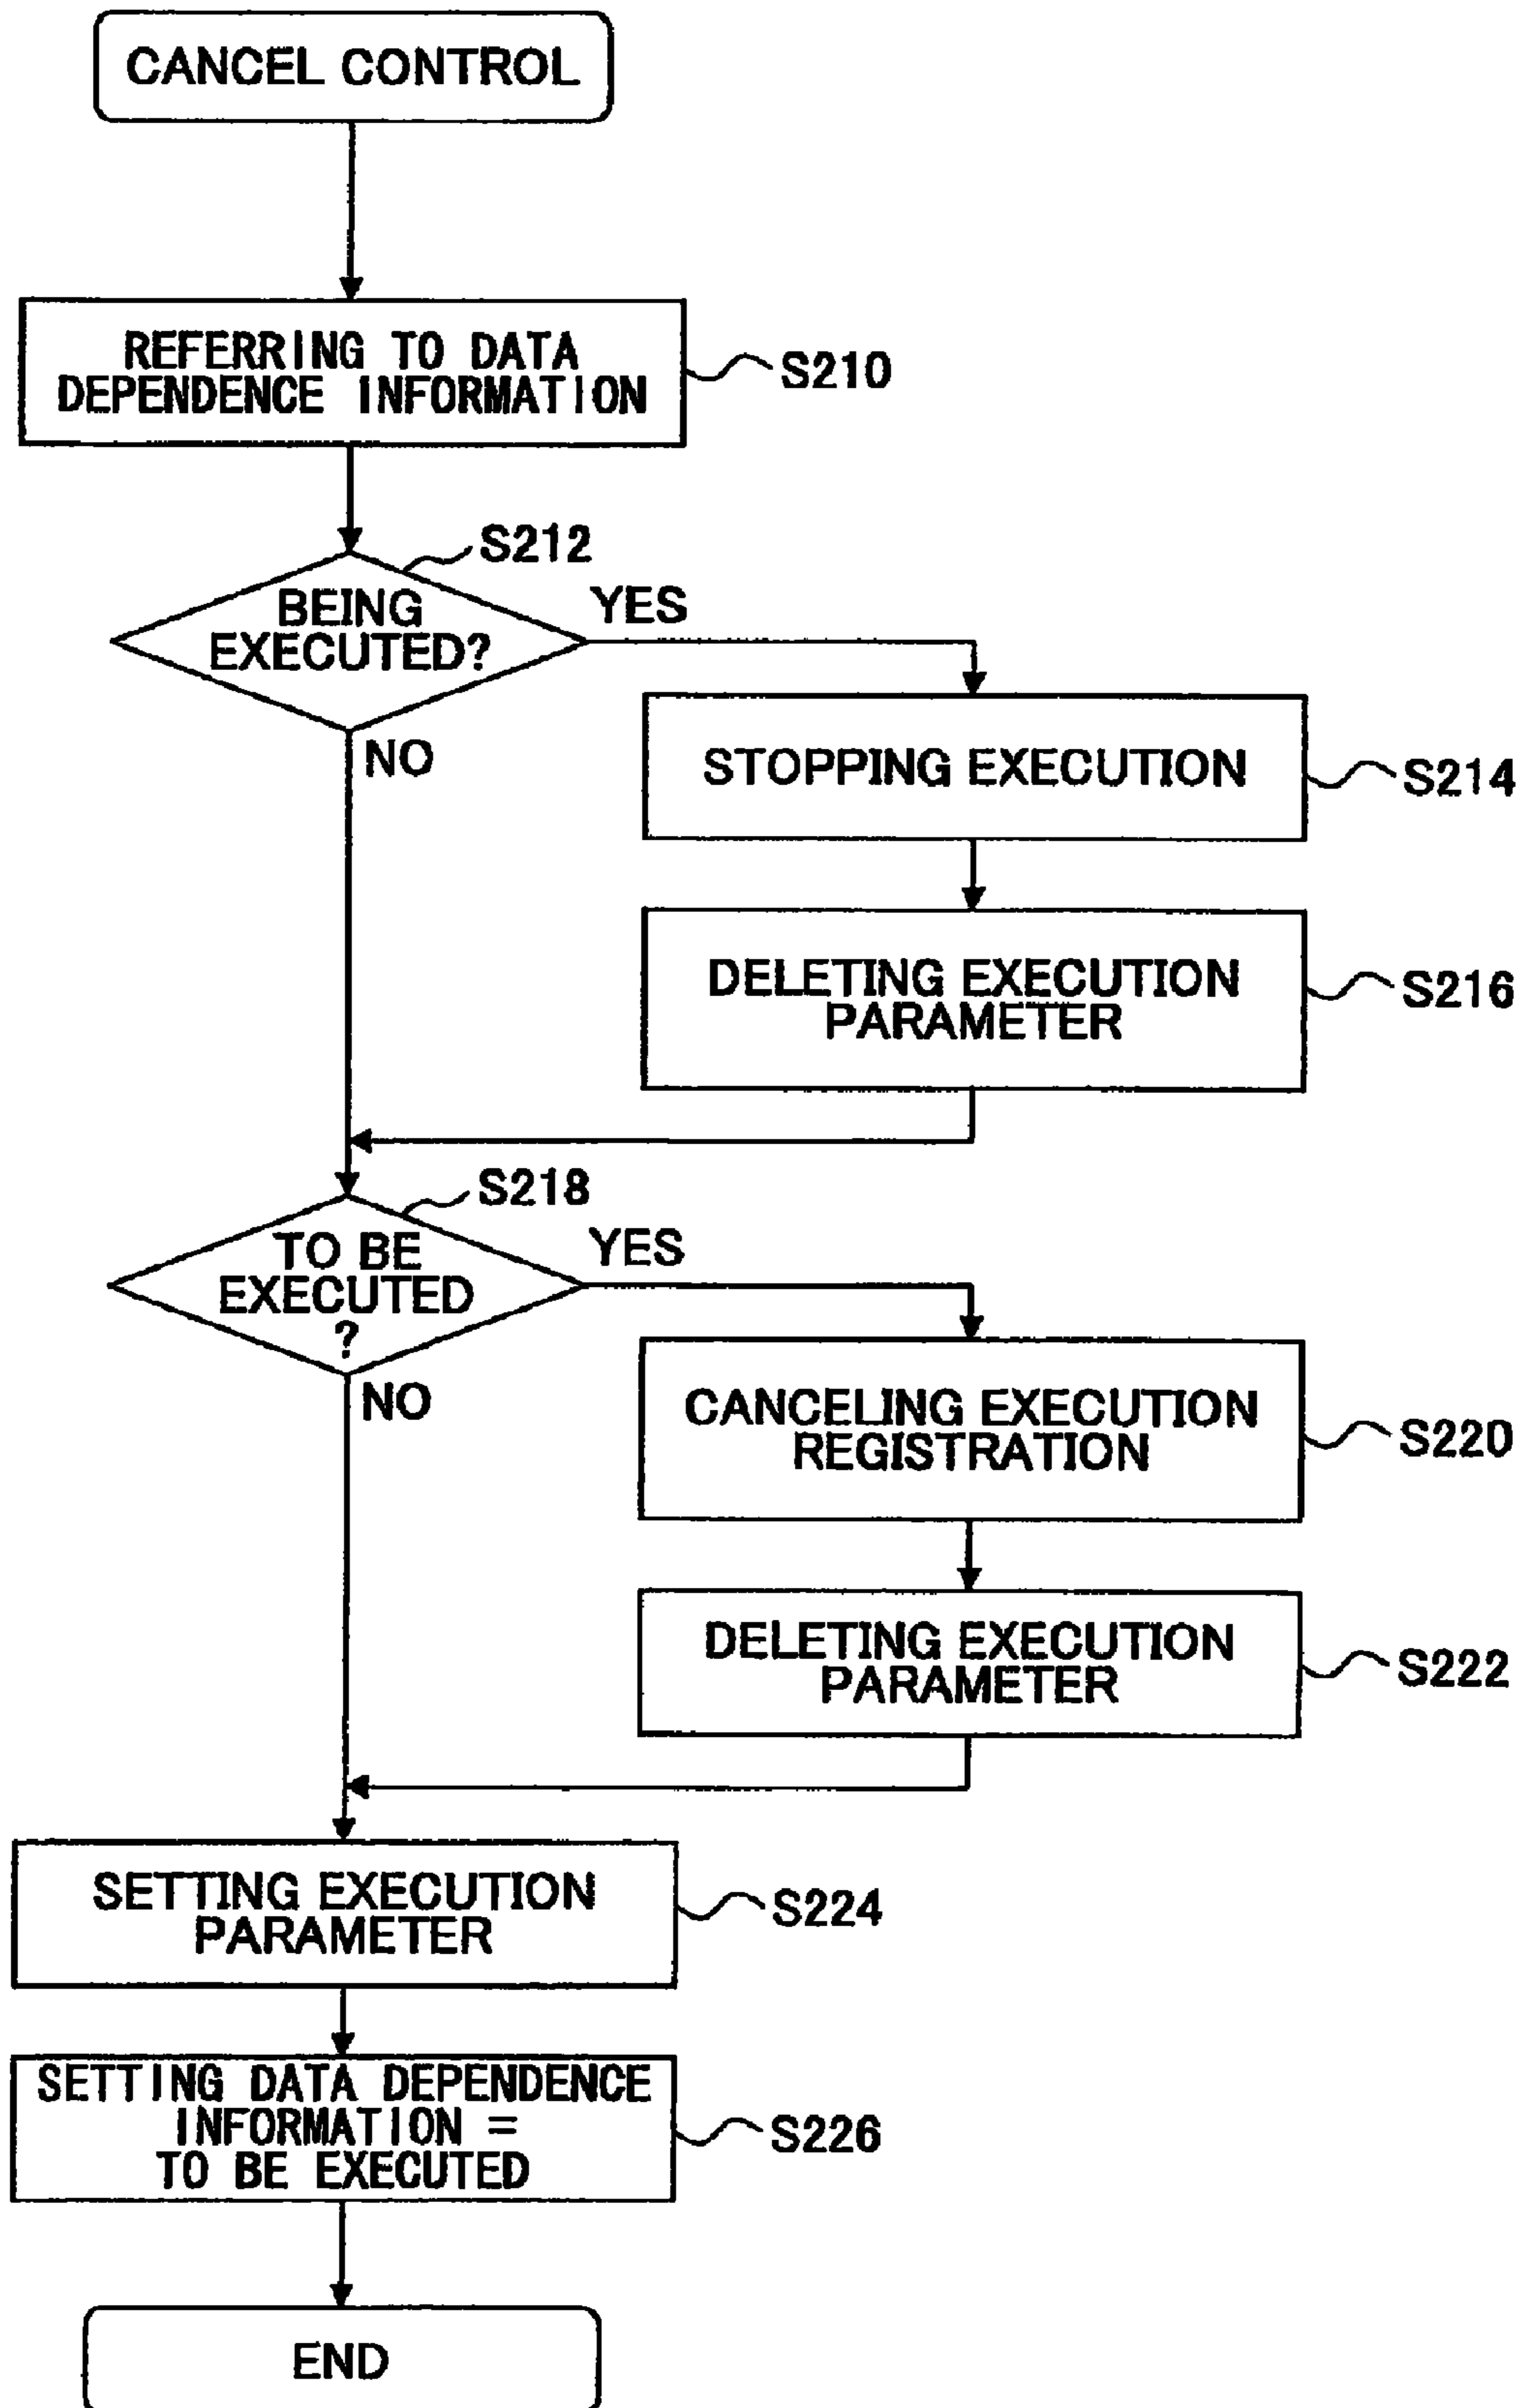 CANCEL CONTROL
REFERRING TO DATA
DEPENDENCE INFORMATION
S210
S212
BEING
EXECUTED?
YES
NO
STOPPING EXECUTION
S214
DELETING EXECUTION
PARAMETER
S216
S218
TO BE
EXECUTED
?
YES
NO
CANCELING EXECUTION
REGISTRATION
S220
DELETING EXECUTION
PARAMETER
S222
SETTING EXECUTION
PARAMETER
S224
SETTING DATA DEPENDENCE
INFORMATION =
TO BE EXECUTED
S226
END